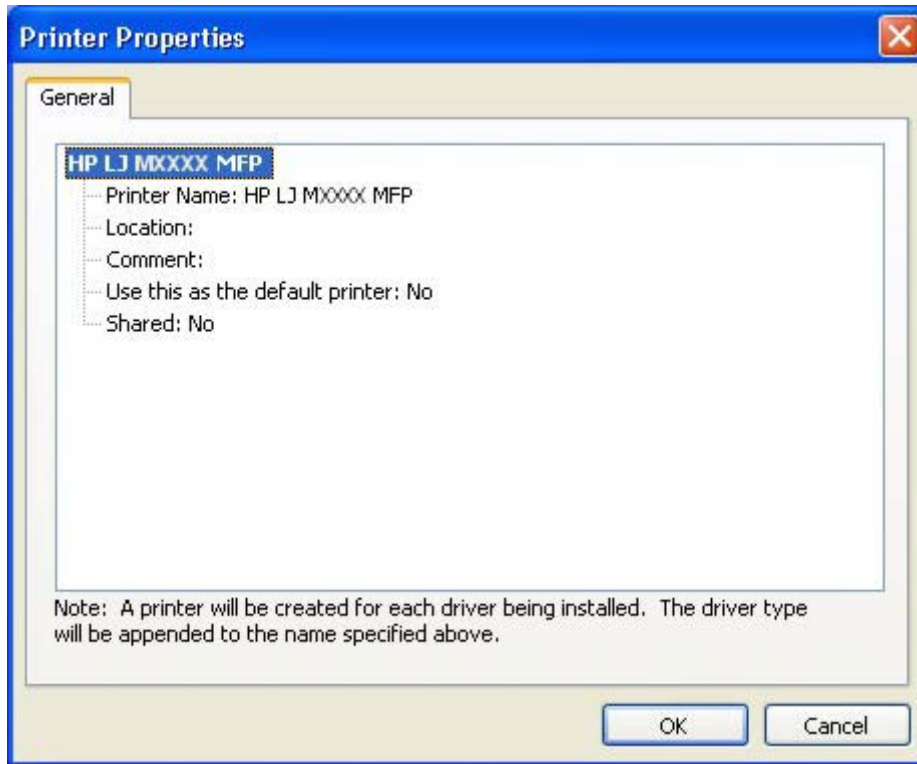 Printer Properties
General
HP LJ MXXXX MFP
Printer Name: HP LJ MXXXX MFP
Location:
Comment:
Use this as the default printer: No
Shared: No
Note:  A printer will be created for each driver being installed.  The driver type
will be appended to the name specified above.
OK
Cancel